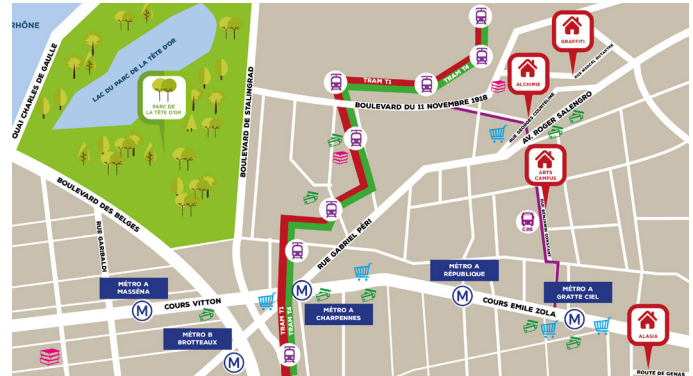 RHÔNE
QUAI CHARLES DE GAULLE
LAC DU PARC DE LA TÊTE D'OR
PARC DE
LA TÊTE D'OR
BOULEVARD DE STALINGRAD
BOULEVARD DES BELGES
RUE GARIBALDI
TRAM T1
TRAM T4
BOULEVARD DU 11 NOVEMBRE 1918
GRAFFITI
ALCHIMIE
RUE GEORGES COURTELINE
AV. ROGER SALENGRO
ARTS
CAMPUS
C26
RUE GABRIEL PÉRI
MÉTRO A
MASSÉNA
M
COURS VITTON
MÉTRO B
BROTTEAUX
M
M
MÉTRO A
CHARPENNES
TRAM T1
TRAM T4
MÉTRO A
RÉPUBLIQUE
M
COURS EMILE ZOLA
MÉTRO A
GRATTE CIEL
M
ALASIA
ROUTE DE GENAS